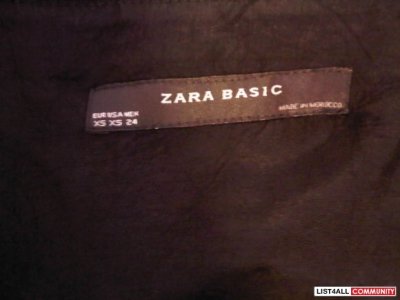 ZARA BASIC
EUR USA MEX
XS XS 24
MADE IN MOROCCO
LIST4ALL COMMUNITY